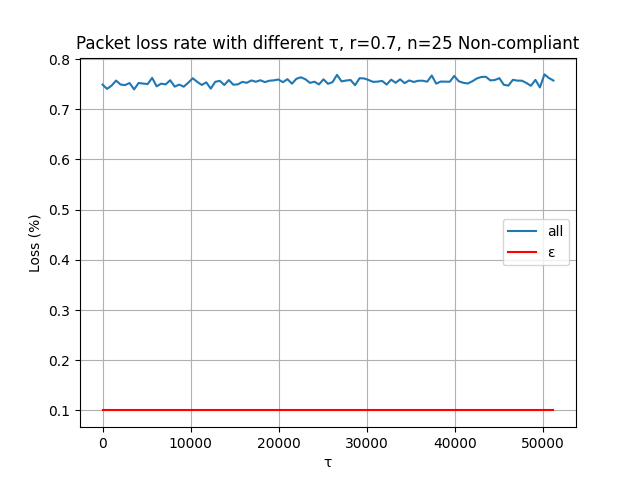 Packet loss rate with different τ, r=0.7, n=25 Non-compliant
0.8
0.7
0.6
0.5
0.4
0.3
0.2
0.1
Loss (%)
all
ε
0 10000 20000 30000 40000 50000
τ